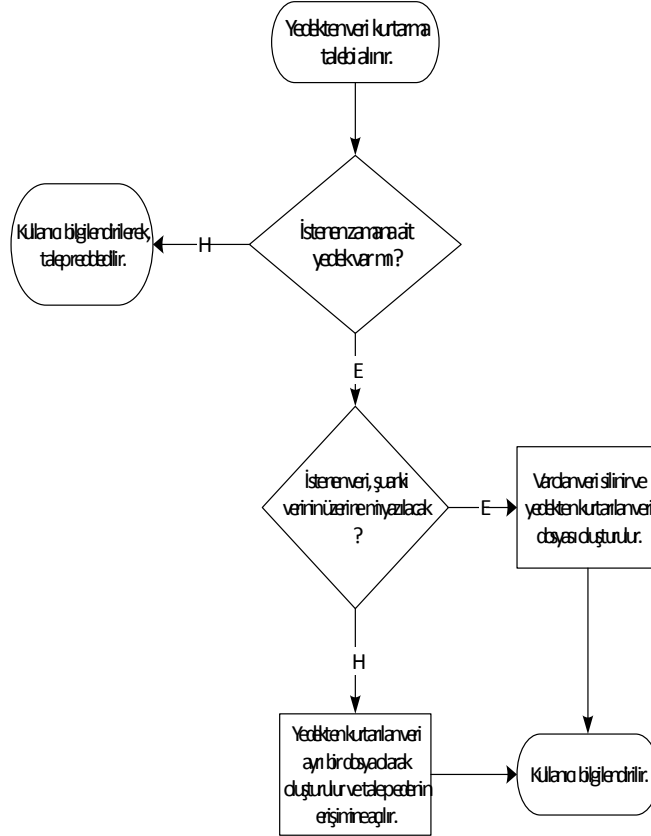 Yedekten veri kurtarma
talebi alınır.
İstenen zamana ait
yedek var mı?
H
Kullanıcı bilgilendirilerek,
talep reddedilir.
E
İstenen veri, şu anki
verinin üzerine mi yazılacak
?
E
Var olan veri silinir ve
yedekten kurtarılan veri
dosyası oluşturulur.
H
Yedekten kurtarılan veri
ayrı bir dosya olarak
oluşturulur ve talep edenin
erişimine açılır.
Kullanıcı bilgilendirilir.